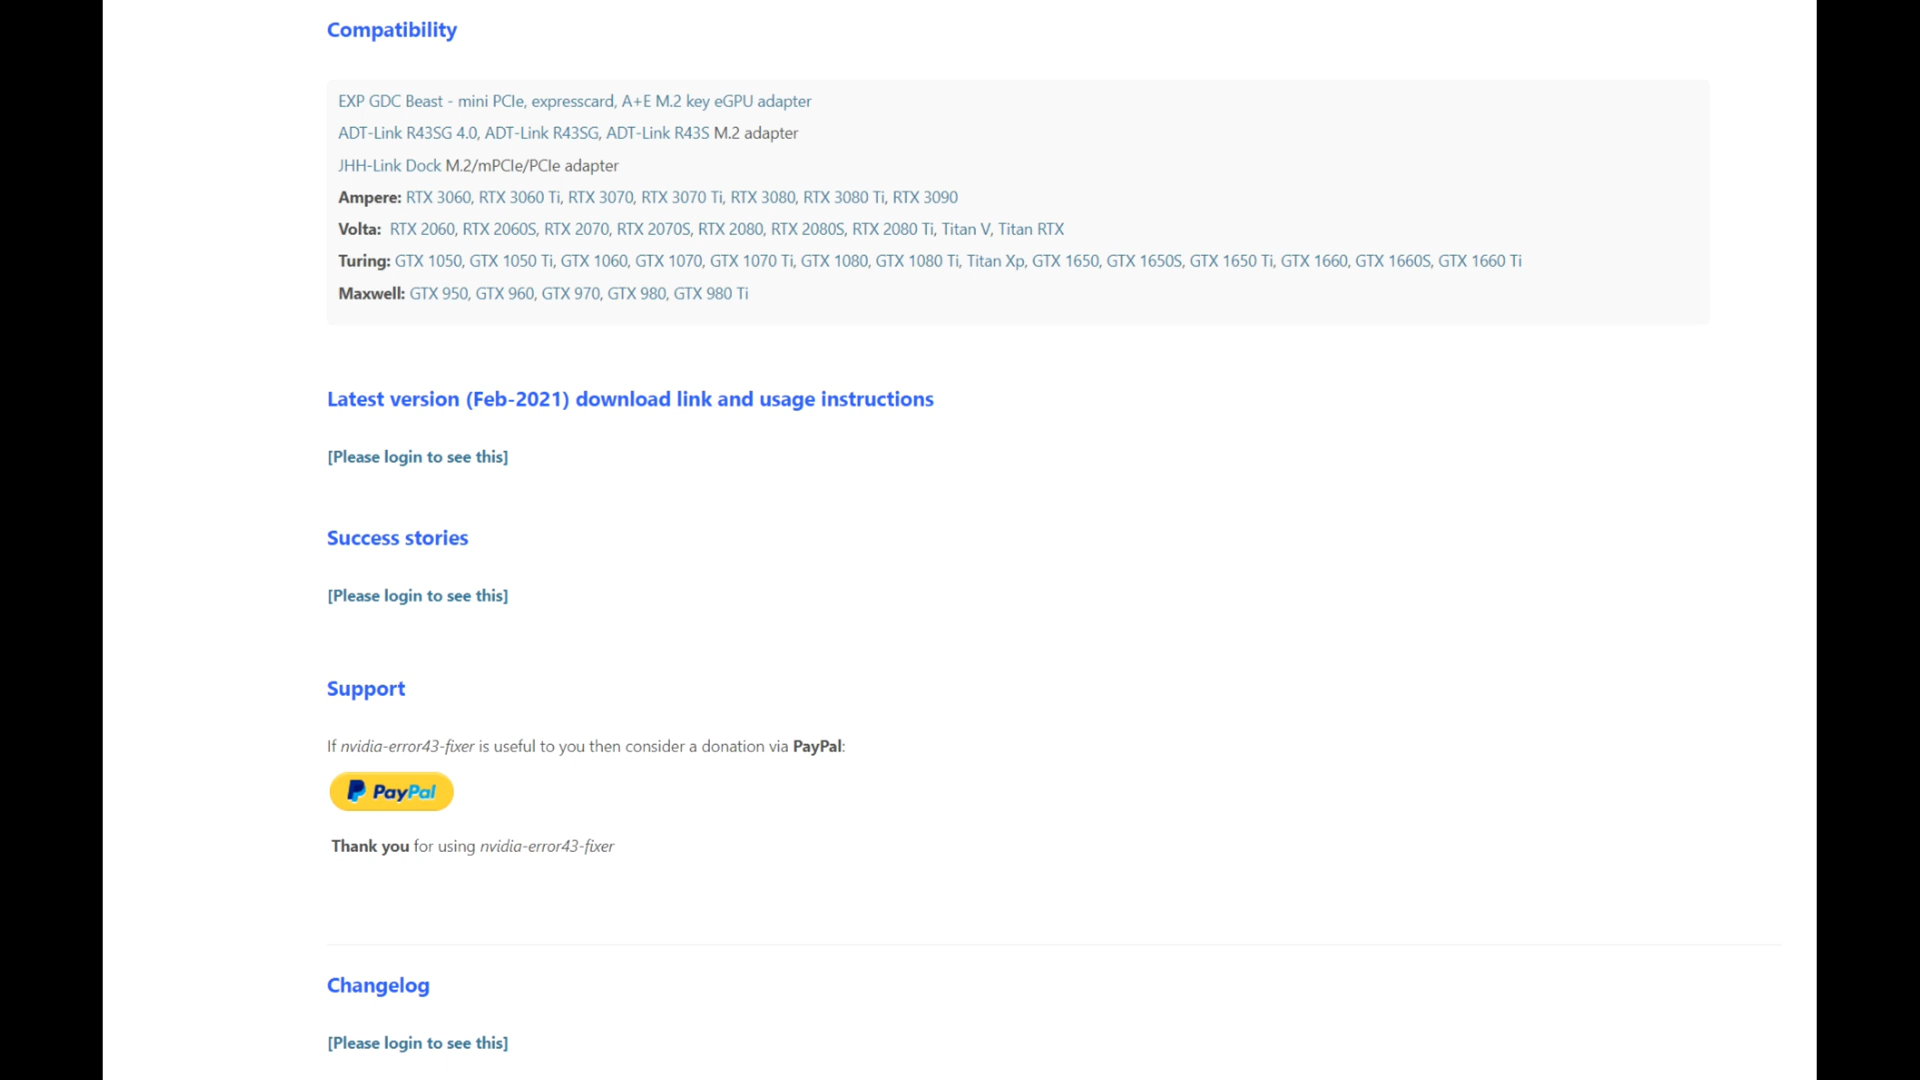 Compatibility
EXP GDC Beast - mini PCIe, expresscard, A+E M.2 key eGPU adapter
ADT-Link R43SG 4.0, ADT-Link R43SG, ADT-Link R43S M.2 adapter
JHH-Link Dock M.2/mPCIe/PCIe adapter
Ampere: RTX 3060, RTX 3060 Ti, RTX 3070, RTX 3070 Ti, RTX 3080, RTX 3080 Ti, RTX 3090
Volta: RTX 2060, RTX 2060S, RTX 2070, RTX 2070S, RTX 2080, RTX 2080S, RTX 2080 Ti, Titan V, Titan RTX
Turing: GTX 1050, GTX 1050 Ti, GTX 1060, GTX 1070, GTX 1070 Ti, GTX 1080, GTX 1080 Ti, Titan Xp, GTX 1650, GTX 1650S, GTX 1650 Ti, GTX 1660, GTX 1660S, GTX 1660 Ti
Maxwell: GTX 950, GTX 960, GTX 970, GTX 980, GTX 980 Ti
Latest version (Feb-2021) download link and usage instructions
[Please login to see this]
Success stories
[Please login to see this]
Support
If nvidia-error43-fixer is useful to you then consider a donation via PayPal:
PayPal
Thank you for using nvidia-error43-fixer
Changelog
[Please login to see this]